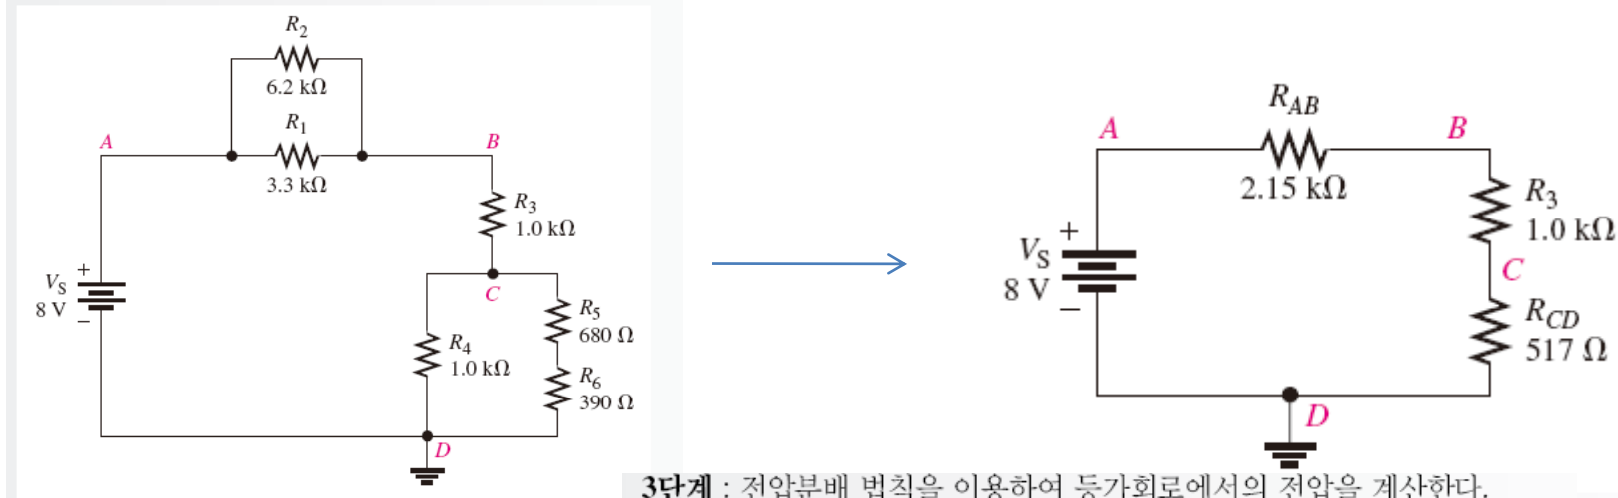 R2
6.2 kΩ
R1
3.3 kΩ
A
B
R3
1.0 kΩ
C
VS
+
8 V
−
R4
1.0 kΩ
R5
680 Ω
R6
390 Ω
D
RAB
2.15 kΩ
A
B
R3
1.0 kΩ
C
VS
+
8 V
−
RCD
517 Ω
D
3단계 : 전압분배 법칙을 이용하여 등가회로에서의 전압을 계산하다.